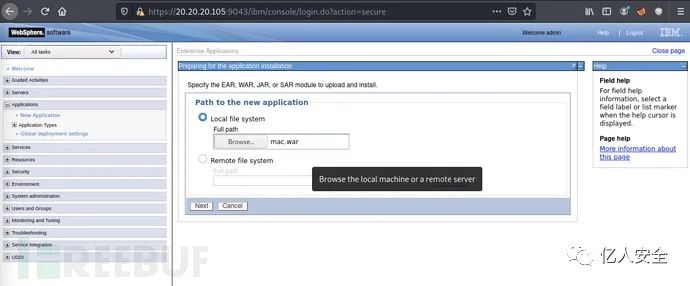 https://20.20.20.105:9043/ibm/console/login.do?action=secure
WebSphere. software
Welcome admin
Help | Logout
IBM.
View: All tasks
Welcome
Guided Activities
Servers
Applications
New Application
Application Types
Global deployment settings
Services
Resources
Security
Environment
System administration
Users and Groups
Monitoring and Tuning
Troubleshooting
Service integration
UDDI
Enterprise Applications
Close page
Preparing for the application installation
? –
Specify the EAR, WAR, JAR, or SAR module to upload and install.
Path to the new application
Local file system
Full path
Browse... mac.war
Remote file system
Full path
Browse the local machine or a remote server
Next Cancel
Help
–
Field help
For field help
information, select a
field label or list marker
when the help cursor is
displayed.
Page help
More information about
this page
REEBUF
亿人安全